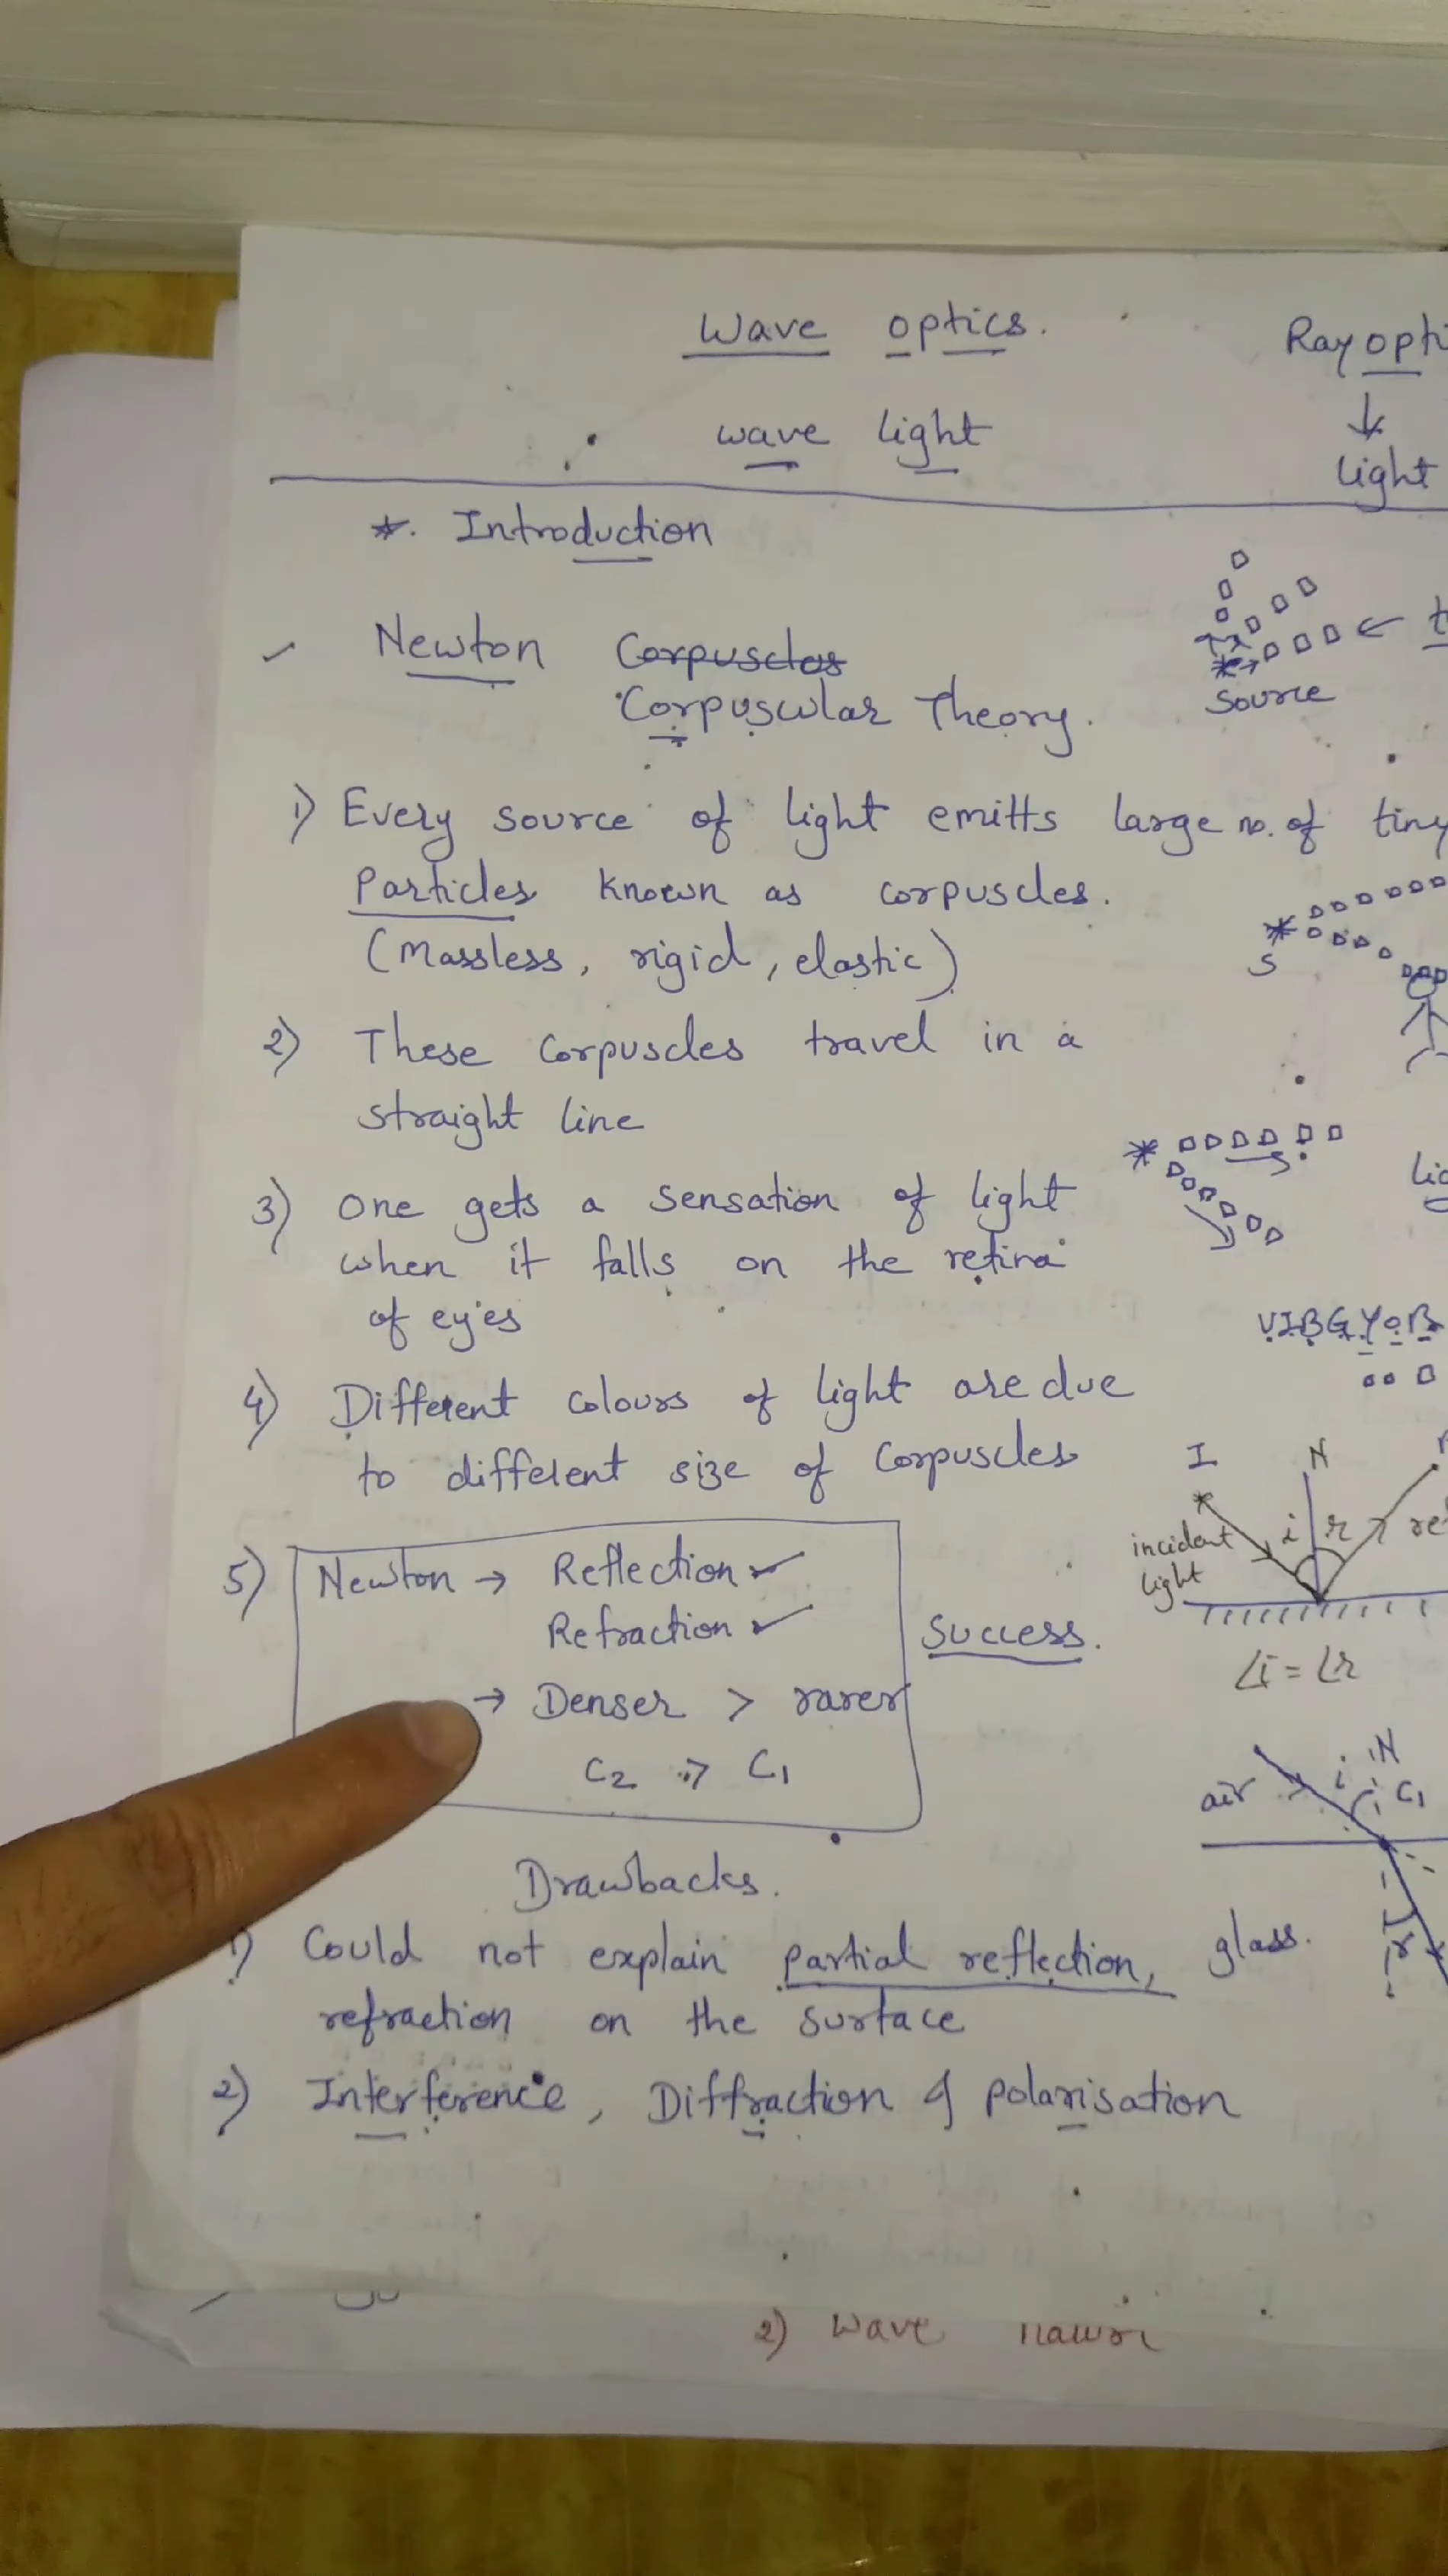 Wave optics.
Ray opti
wave light
light
*. Introduction
Newton Corpuscles
Corpuscular Theory.
Source
1) Every source of light emitts large no. of tiny
Particles known as corpuscles.
(Massless, rigid, elastic)
S
2) These corpuscles travel in a
straight line
3) One gets a sensation of light
when it falls on the retina
of eyes
VIBGYOR
4) Different colours of light are due
to different size of corpuscles
I N
i r
incident
light
5) Newton → Reflection ✓
Refraction ✓
Success.
∠i = ∠r
→ Denser > rarer
C2 > C1
air i N C1
Drawbacks.
1) Could not explain partial reflection,
refraction on the surface
glass. r
2) Interference, Diffraction & polarisation
2) wave